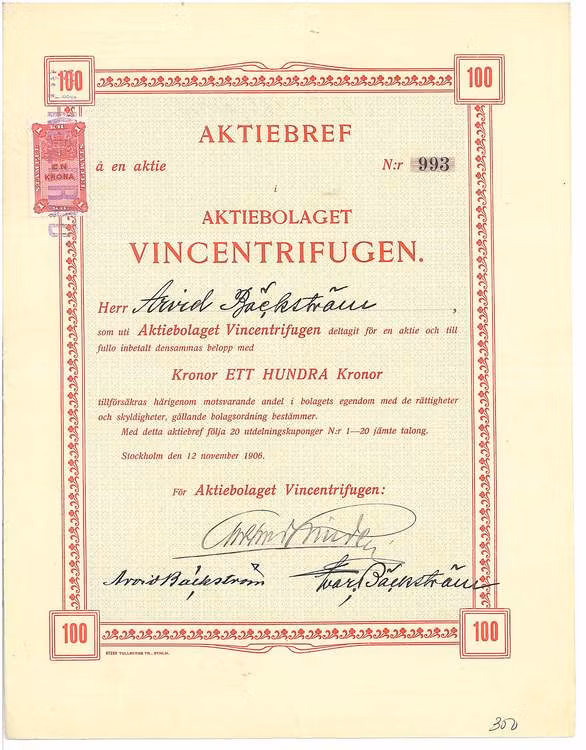 100
100
EN
KRONA
AKTIEBREF
à en aktie N:r 993
i
AKTIEBOLAGET
VINCENTRIFUGEN.
Herr Arvid Bäckström,
som uti Aktiebolaget Vincentrifugen deltagit för en aktie och till
fullo inbetalt densammas belopp med
Kronor ETT HUNDRA Kronor
tillförsäkras härigenom motsvarande andel i bolagets egendom med de rättigheter
och skyldigheter, gällande bolagsordning bestämmer.
Med detta aktiebref följa 20 utdelningskuponger N:r 1—20 jämte talong.
Stockholm den 12 november 1906.
För Aktiebolaget Vincentrifugen:
Arvid Bäckström Ivar Bäckström
100
100
TULLBERG
300